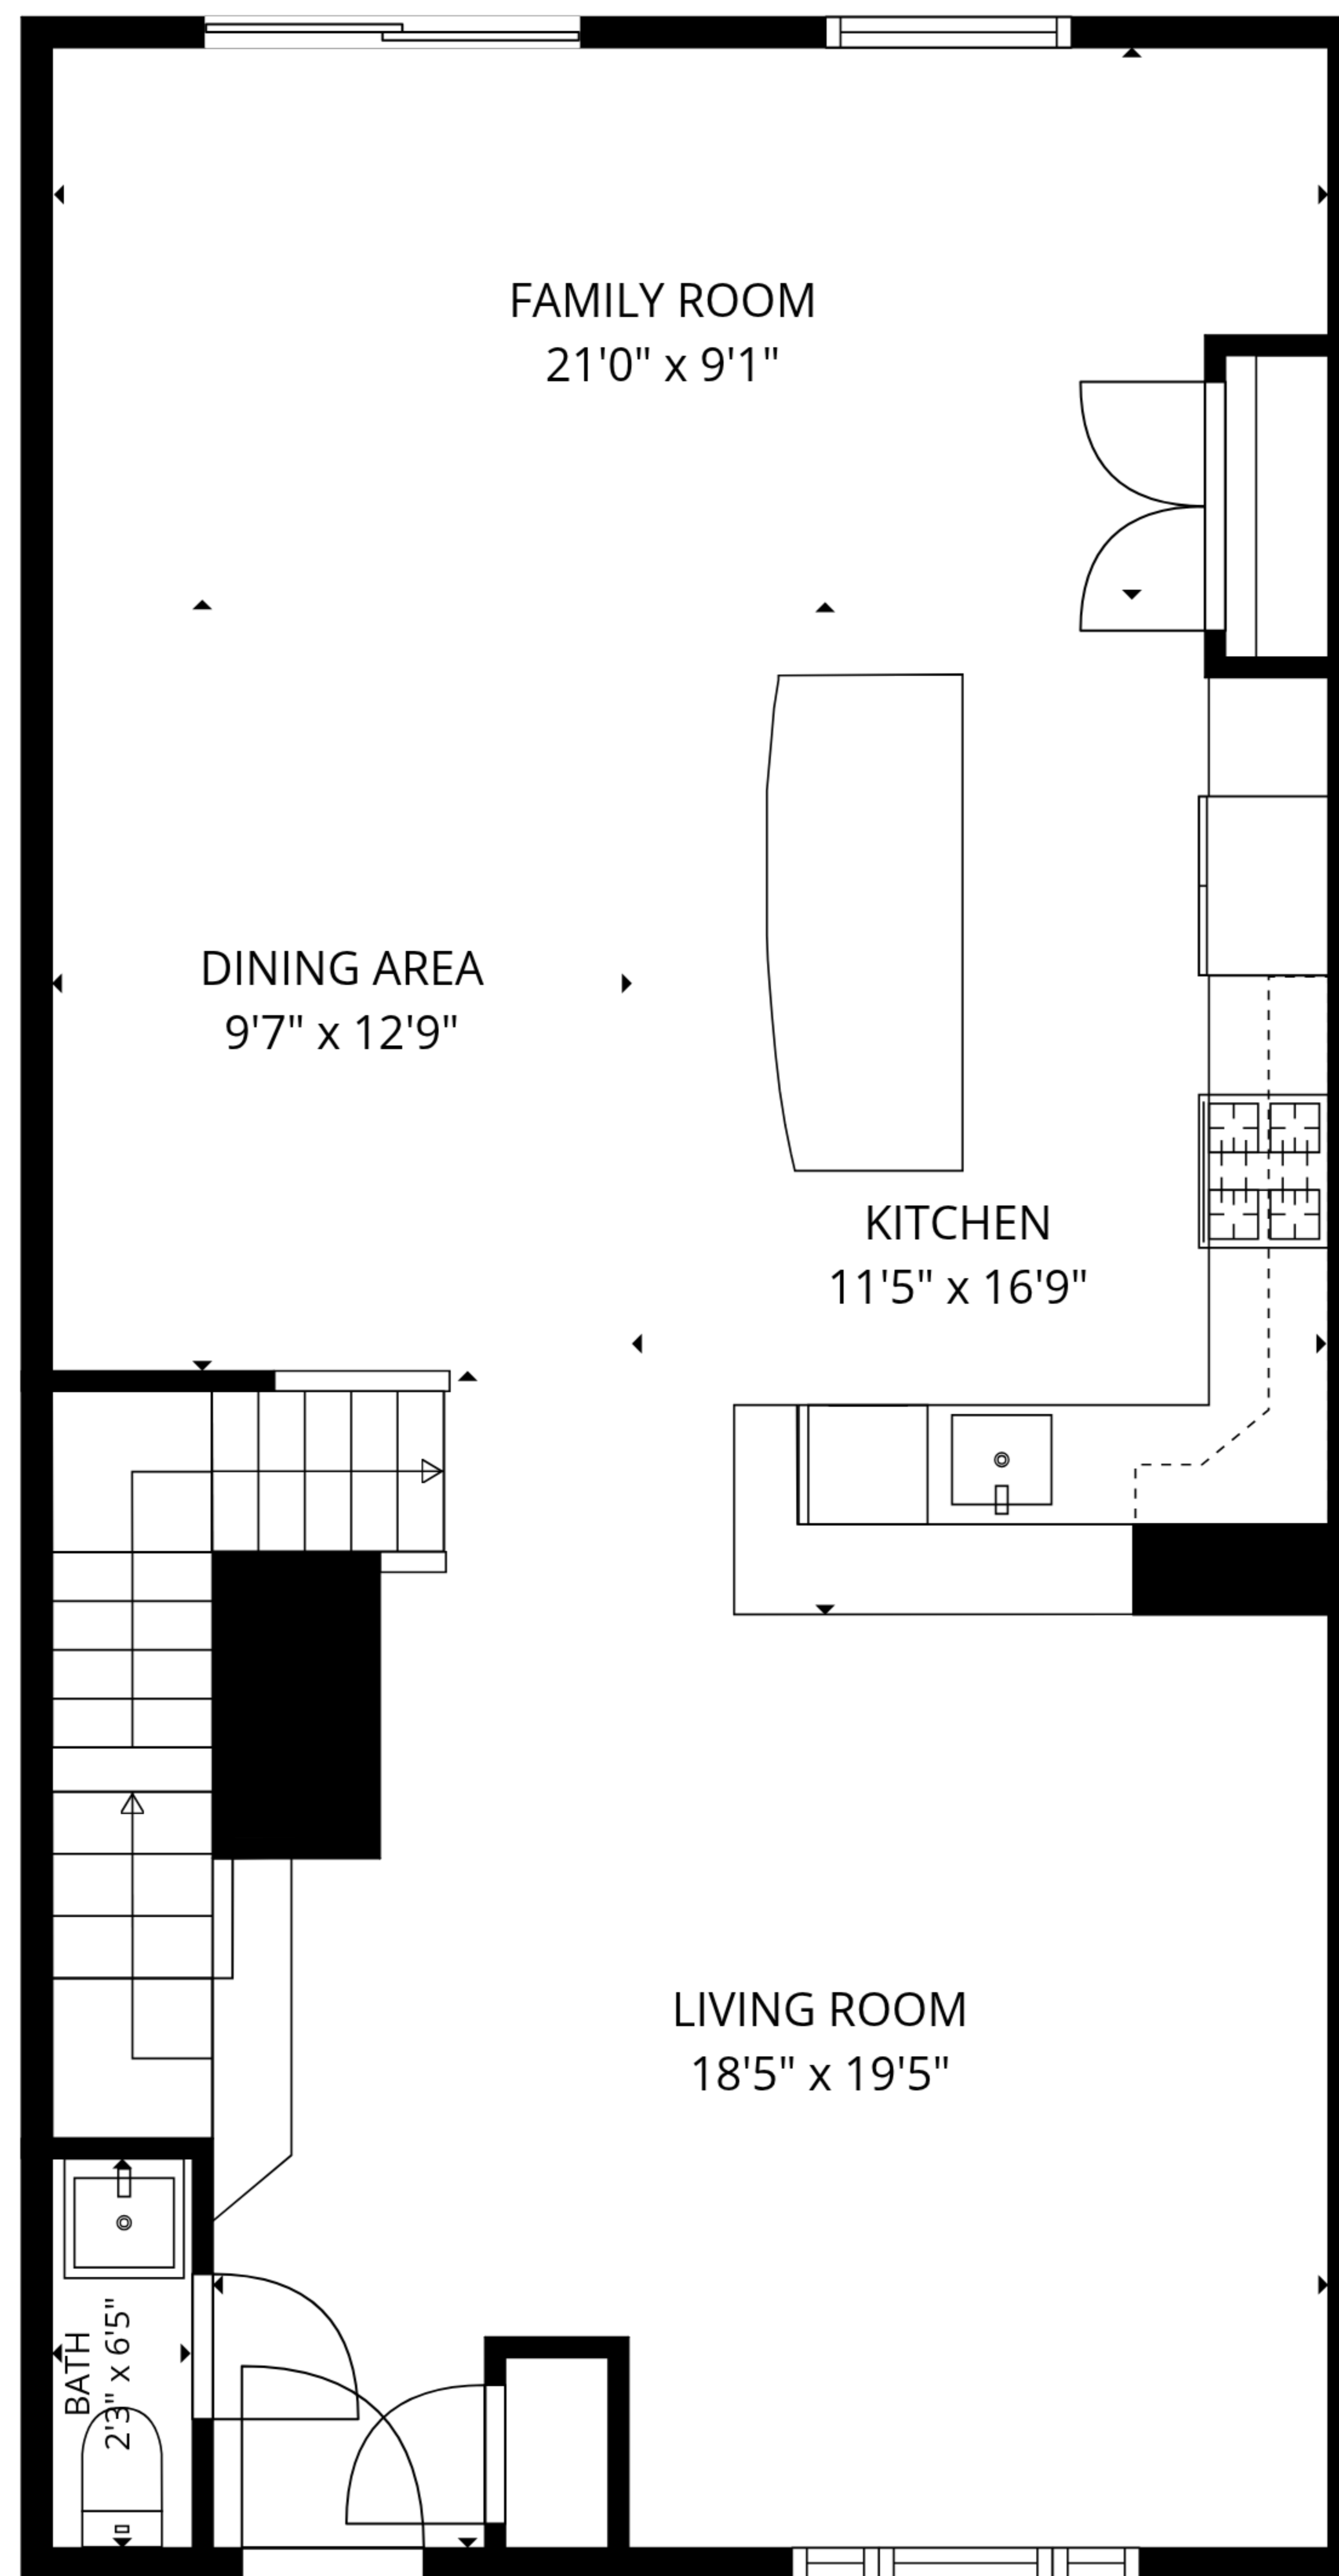 FAMILY ROOM
21'0" x 9'1"
DINING AREA
9'7" x 12'9"
KITCHEN
11'5" x 16'9"
LIVING ROOM
18'5" x 19'5"
BATH
2'3" x 6'5"